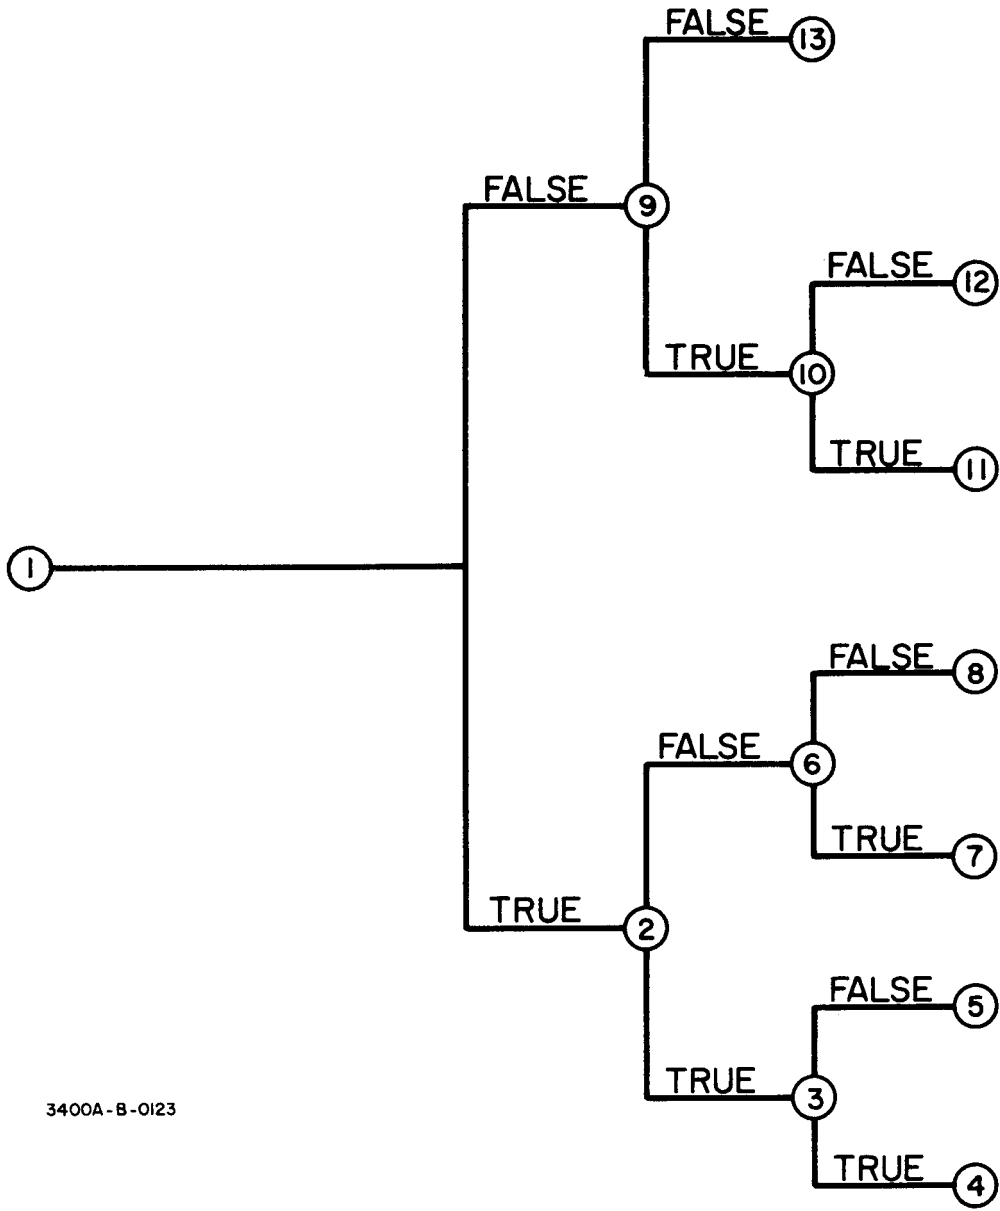 FALSE 13
FALSE 9
FALSE 12
TRUE 10
TRUE 11
1
FALSE 8
FALSE 6
TRUE 7
TRUE 2
FALSE 5
TRUE 3
3400A-B-0123
TRUE 4